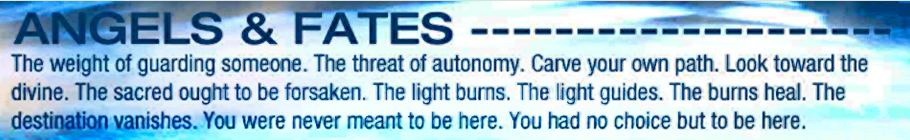 ANGELS & FATES --------------------
The weight of guarding someone. The threat of autonomy. Carve your own path. Look toward the
divine. The sacred ought to be forsaken. The light burns. The light guides. The burns heal. The
destination vanishes. You were never meant to be here. You had no choice but to be here.